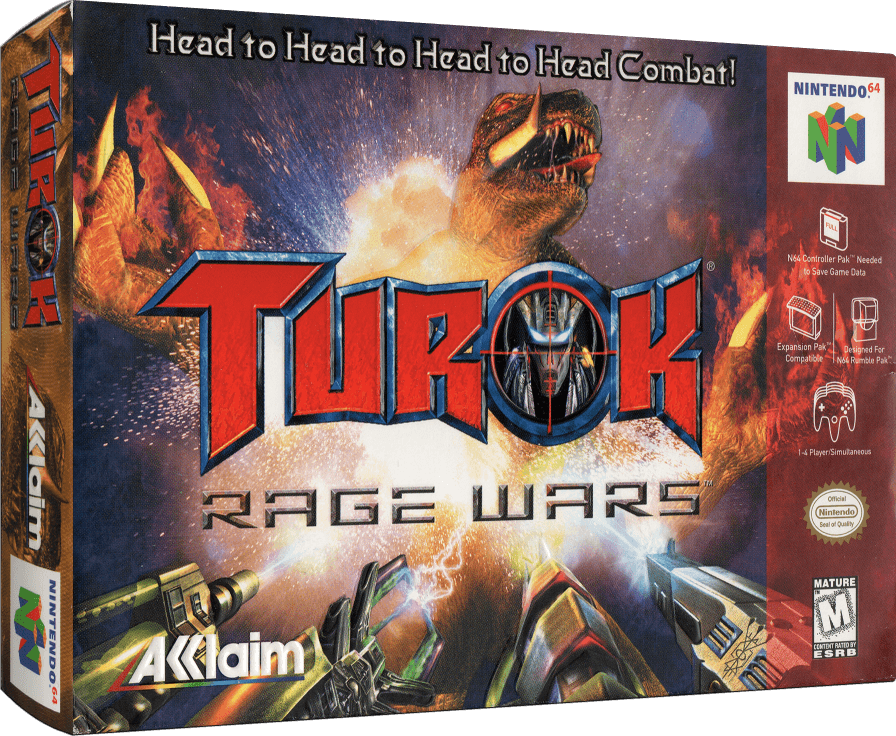 Head to Head to Head to Head Combat!
NINTENDO.64
N64 Controller Pak™ Needed
to Save Game Data
Expansion Pak™
Compatible
Designed For
N64 Rumble Pak™
1-4 Player/Simultaneous
Official
Nintendo
Seal of Quality
MATURE
M
CONTENT RATED BY
ESRB
TUROK®
RAGE WARS™
AKKlaim
TUROK
RAGE WARS
AKKlaim
NINTENDO.64
FULL